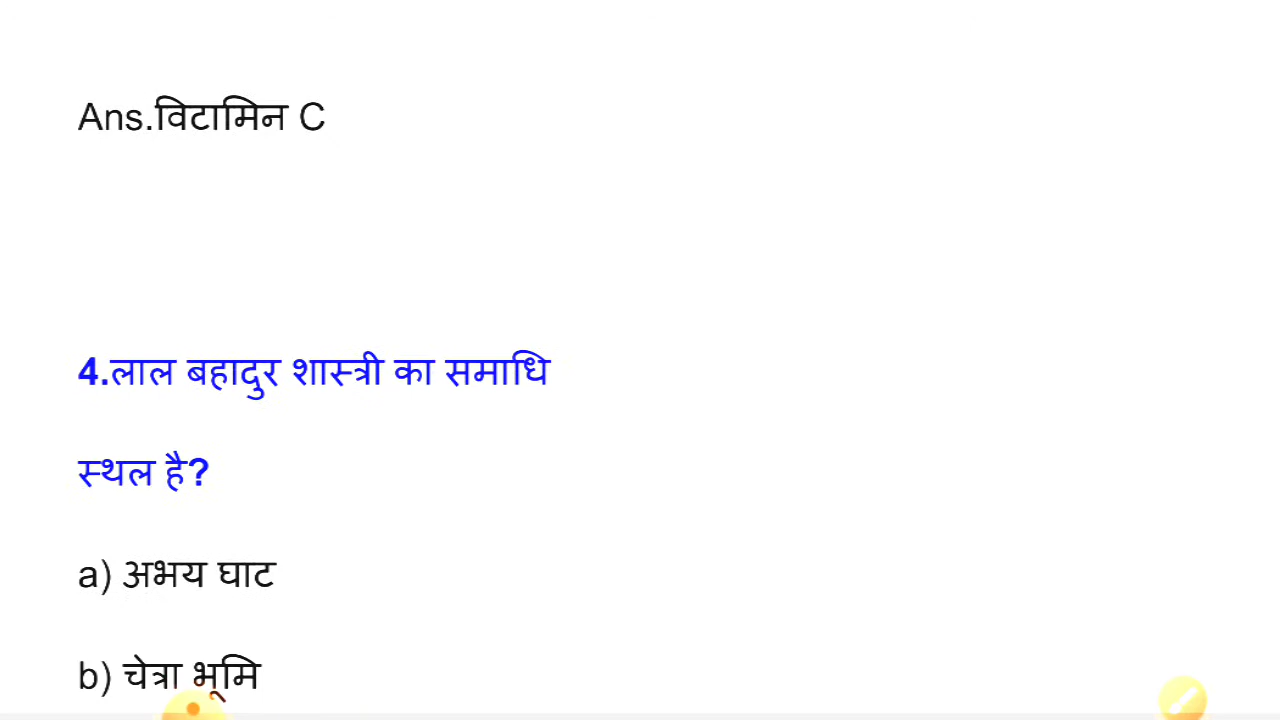 Ans.विटामिन C
4.लाल बहादुर शास्त्री का समाधि
स्थल है?
a) अभय घाट
b) चेत्रा भूमि